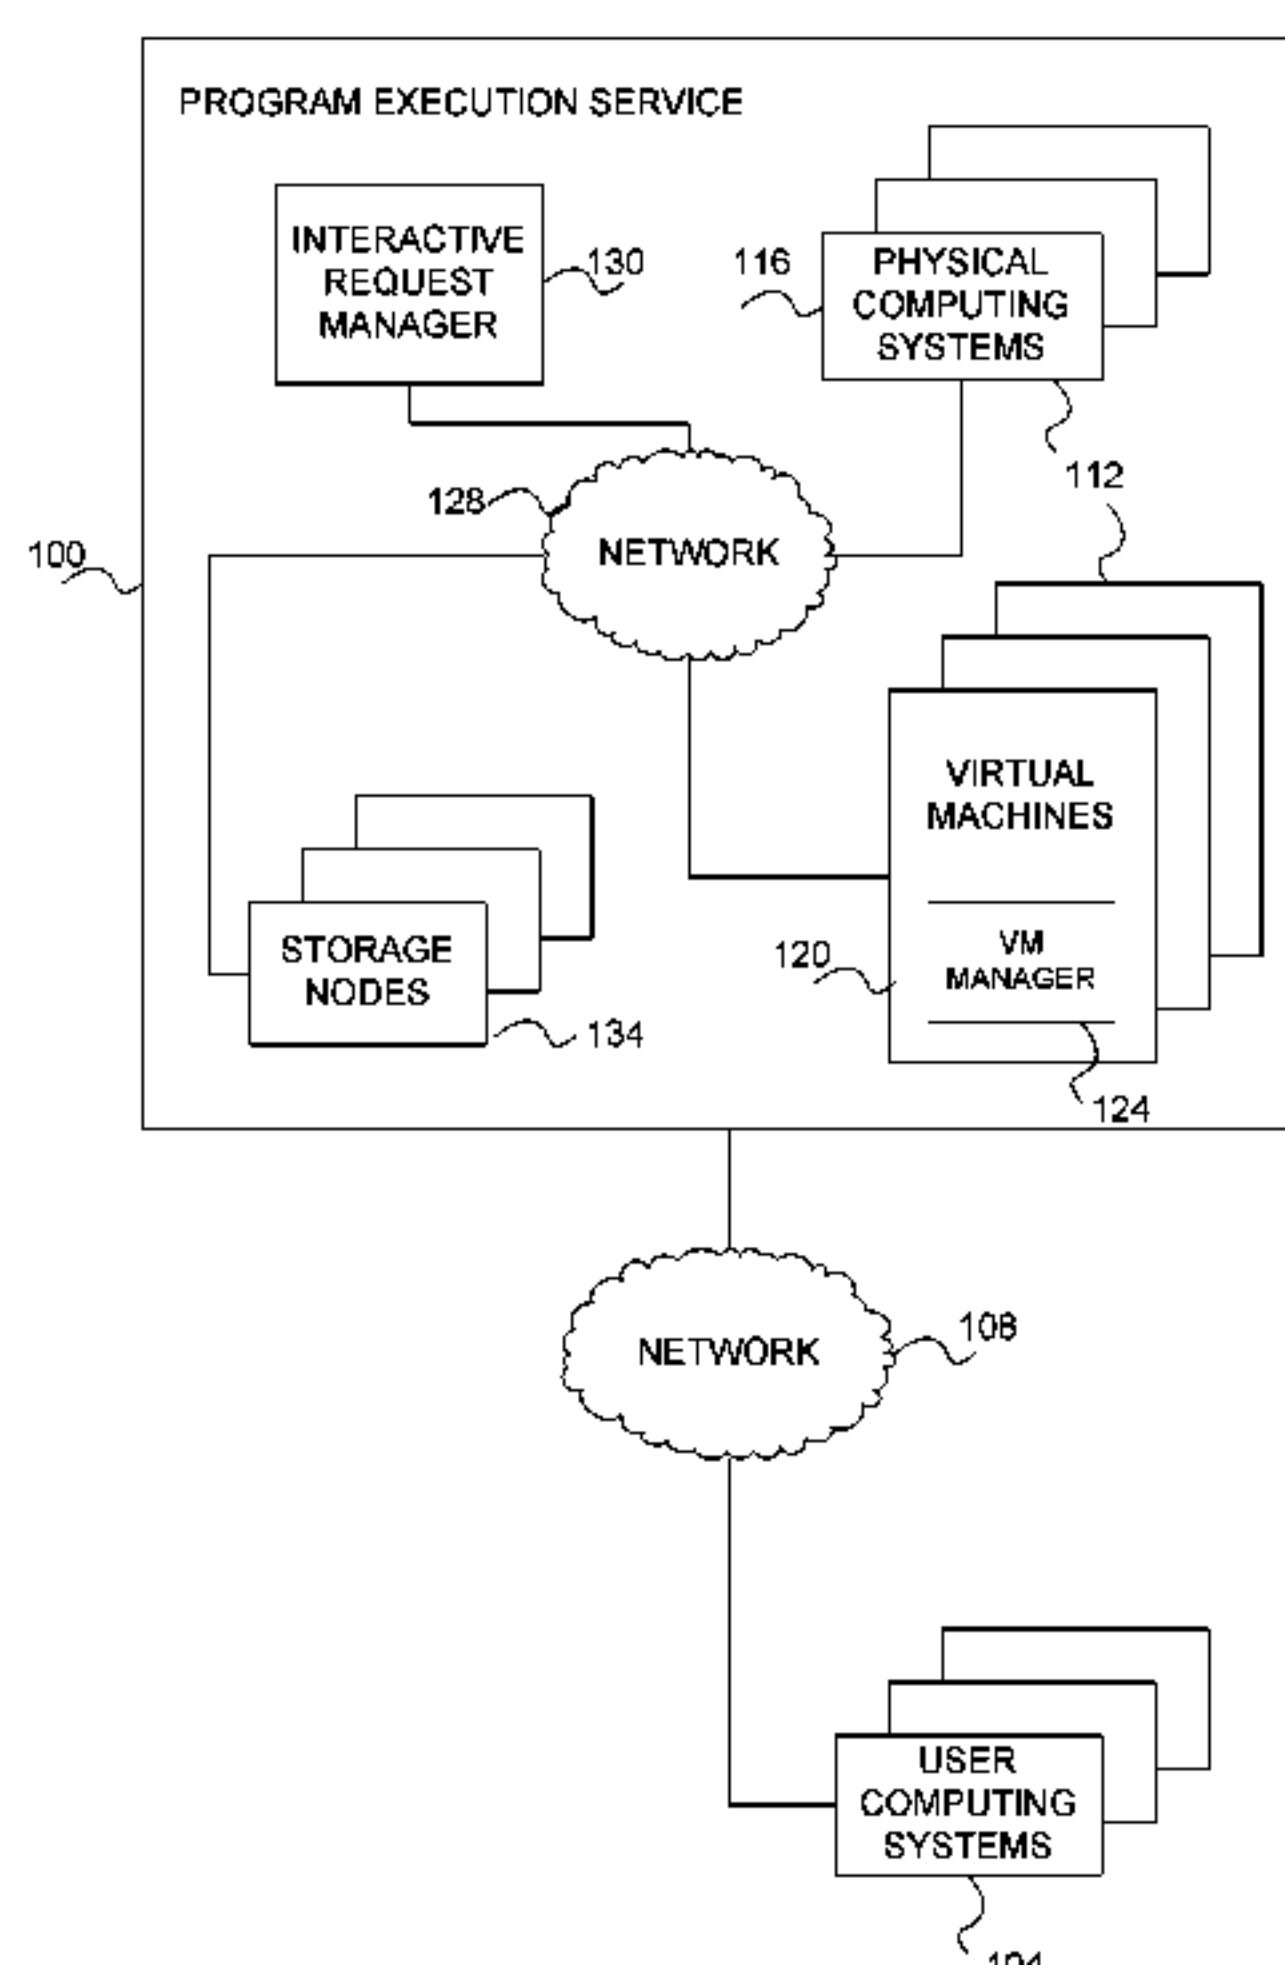 PROGRAM EXECUTION SERVICE
INTERACTIVE
REQUEST
MANAGER
130
116
PHYSICAL
COMPUTING
SYSTEMS
112
128
NETWORK
100
VIRTUAL
MACHINES
VM
MANAGER
120
STORAGE
NODES
134
124
NETWORK
108
USER
COMPUTING
SYSTEMS